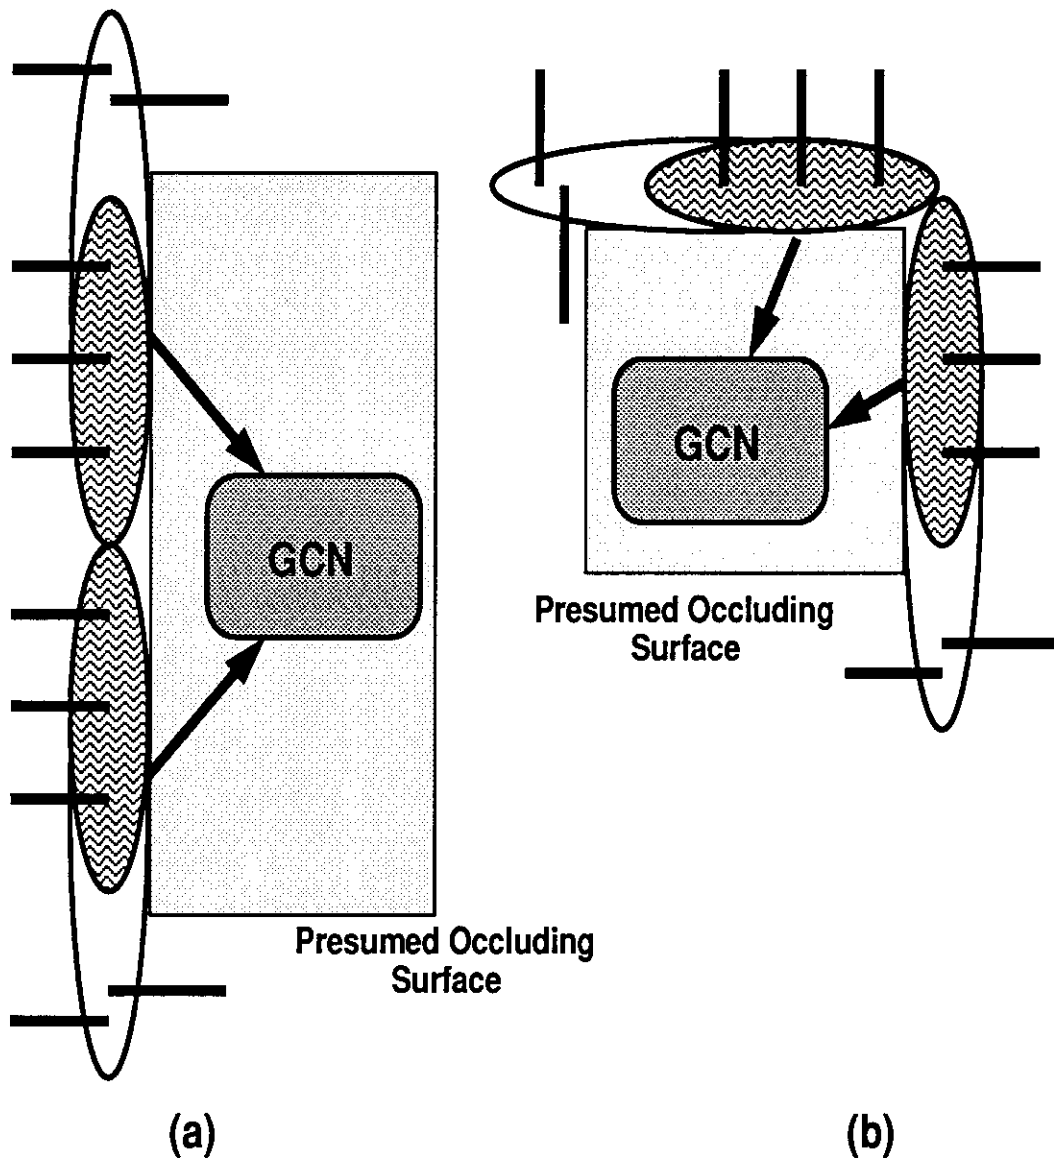 GCN
Presumed Occluding
Surface
(a)
GCN
Presumed Occluding
Surface
(b)